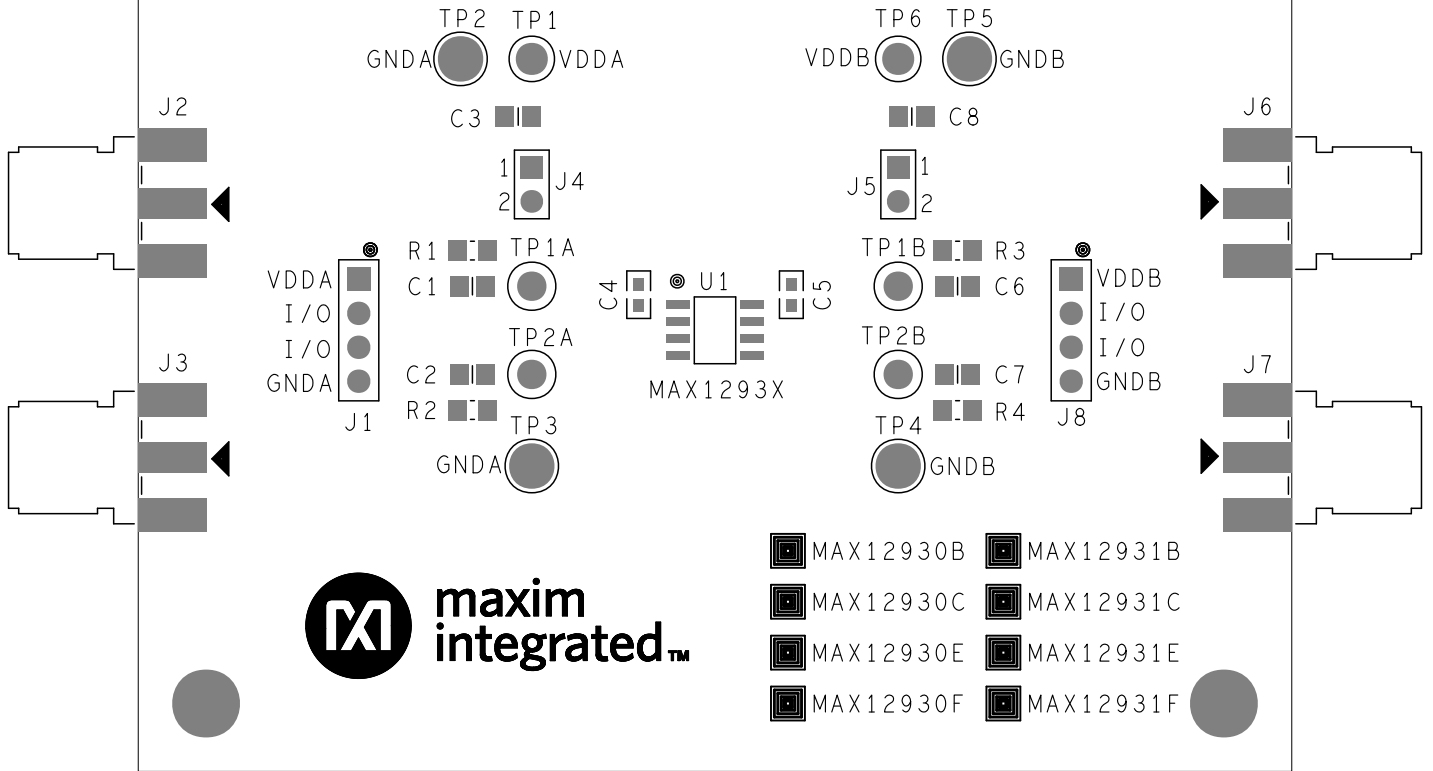 TP2 TP1 TP6 TP5
GNDA VDDA VDDB GNDB
J2 C3 C8 J6
1 J4 J5 1
2 2
R1 TP1A TP1B R3
VDDA C1 C4 U1 C5 C6 VDDB
I/O I/O
I/O TP2A TP2B I/O
J3 GNDA C2 MAX1293X C7 GNDB J7
J1 R2 TP3 TP4 R4 J8
GNDA GNDB
MAX12930B MAX12931B
MAX12930C MAX12931C
MAX12930E MAX12931E
MAX12930F MAX12931F
maxim
integrated™